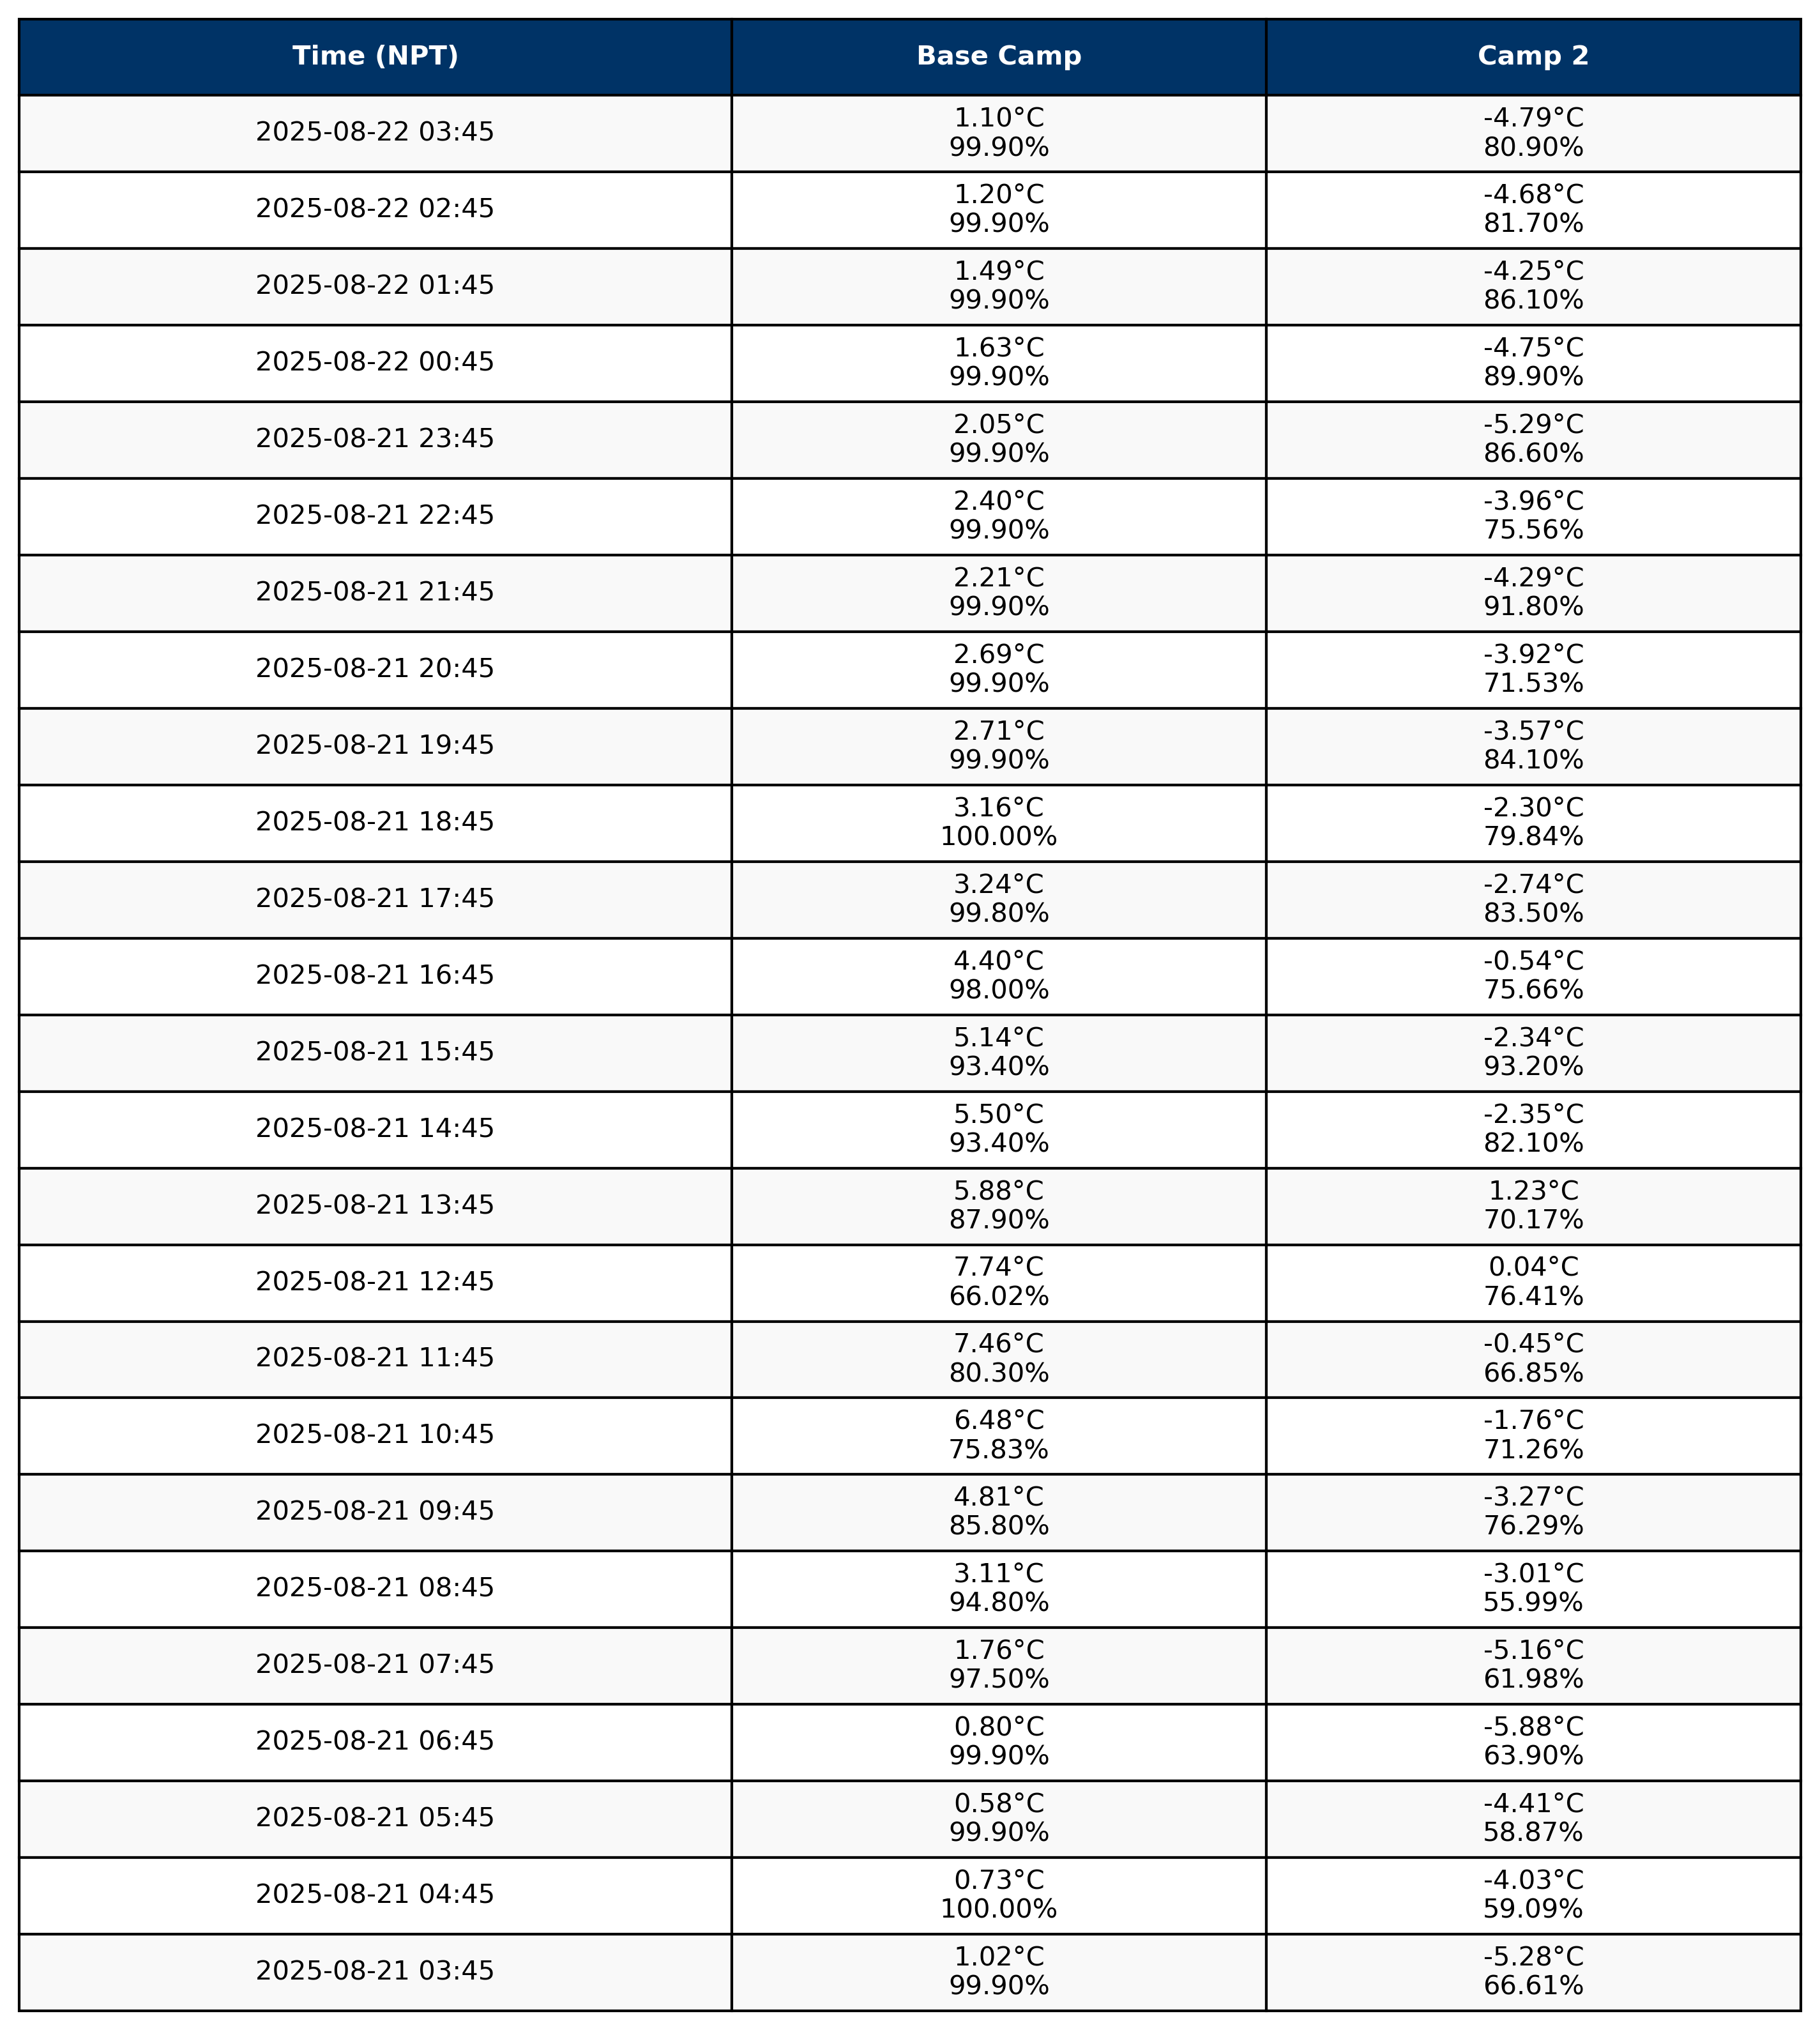 Time (NPT) Base Camp Camp 2
2025-08-22 03:45 1.10°C -4.79°C
99.90% 80.90%
2025-08-22 02:45 1.20°C -4.68°C
99.90% 81.70%
2025-08-22 01:45 1.49°C -4.25°C
99.90% 86.10%
2025-08-22 00:45 1.63°C -4.75°C
99.90% 89.90%
2025-08-21 23:45 2.05°C -5.29°C
99.90% 86.60%
2025-08-21 22:45 2.40°C -3.96°C
99.90% 75.56%
2025-08-21 21:45 2.21°C -4.29°C
99.90% 91.80%
2025-08-21 20:45 2.69°C -3.92°C
99.90% 71.53%
2025-08-21 19:45 2.71°C -3.57°C
99.90% 84.10%
2025-08-21 18:45 3.16°C -2.30°C
100.00% 79.84%
2025-08-21 17:45 3.24°C -2.74°C
99.80% 83.50%
2025-08-21 16:45 4.40°C -0.54°C
98.00% 75.66%
2025-08-21 15:45 5.14°C -2.34°C
93.40% 93.20%
2025-08-21 14:45 5.50°C -2.35°C
93.40% 82.10%
2025-08-21 13:45 5.88°C 1.23°C
87.90% 70.17%
2025-08-21 12:45 7.74°C 0.04°C
66.02% 76.41%
2025-08-21 11:45 7.46°C -0.45°C
80.30% 66.85%
2025-08-21 10:45 6.48°C -1.76°C
75.83% 71.26%
2025-08-21 09:45 4.81°C -3.27°C
85.80% 76.29%
2025-08-21 08:45 3.11°C -3.01°C
94.80% 55.99%
2025-08-21 07:45 1.76°C -5.16°C
97.50% 61.98%
2025-08-21 06:45 0.80°C -5.88°C
99.90% 63.90%
2025-08-21 05:45 0.58°C -4.41°C
99.90% 58.87%
2025-08-21 04:45 0.73°C -4.03°C
100.00% 59.09%
2025-08-21 03:45 1.02°C -5.28°C
99.90% 66.61%